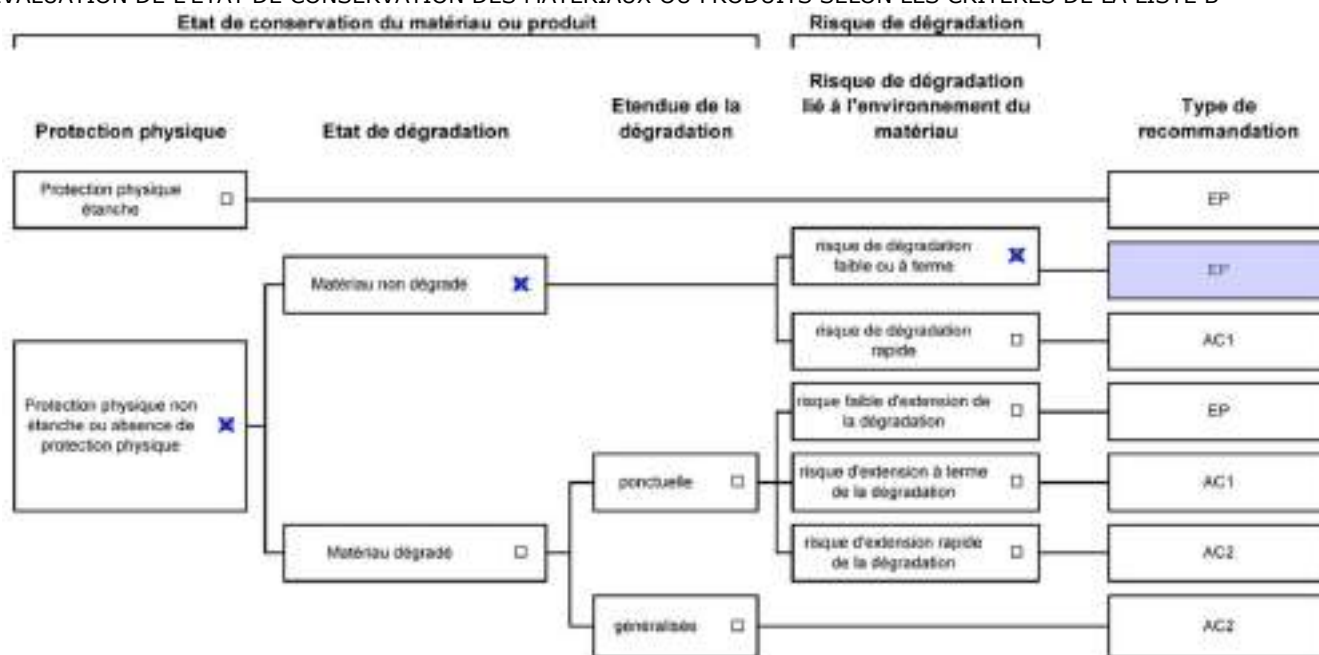 EVALUATION DE L'ETAT DE CONSERVATION DES MATERIAUX OU PRODUITS SELON LES CRITERES DE LA LISTE B
Etat de conservation du matériau ou produit
Risque de dégradation
Protection physique
Etat de dégradation
Etendue de la
dégradation
Risque de dégradation
lié à l'environnement du
matériau
Type de
recommandation
Protection physique
étanche
EP
risque de dégradation
faible ou à terme
EP
Matériau non dégradé
risque de dégradation
rapide
AC1
Protection physique non
étanche ou absence de
protection physique
risque faible d'extension de
la dégradation
EP
ponctuelle
risque d'extension à terme
de la dégradation
AC1
Matériau dégradé
risque d'extension rapide
de la dégradation
AC2
généralisée
AC2